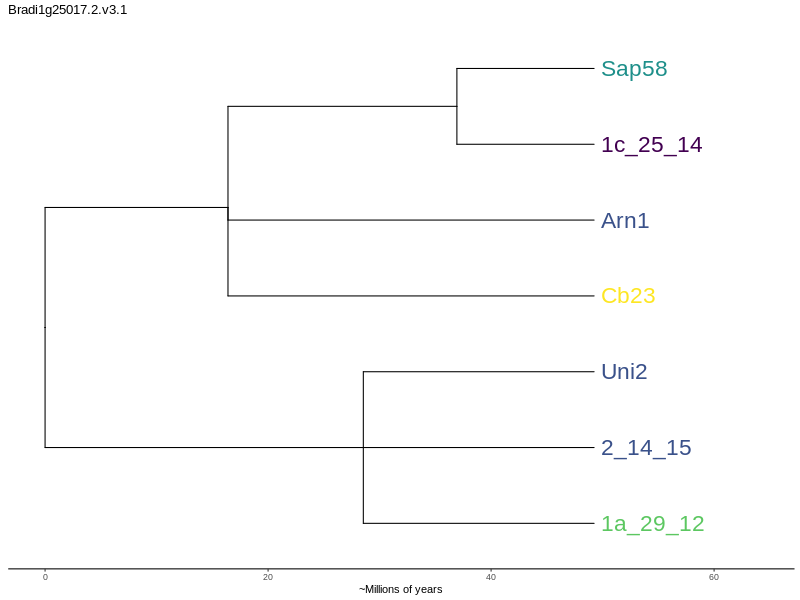 Bradi1g25017.2.v3.1
Sap58
1c_25_14
Arn1
Cb23
Uni2
2_14_15
1a_29_12
0 20 40 60
~Millions of years